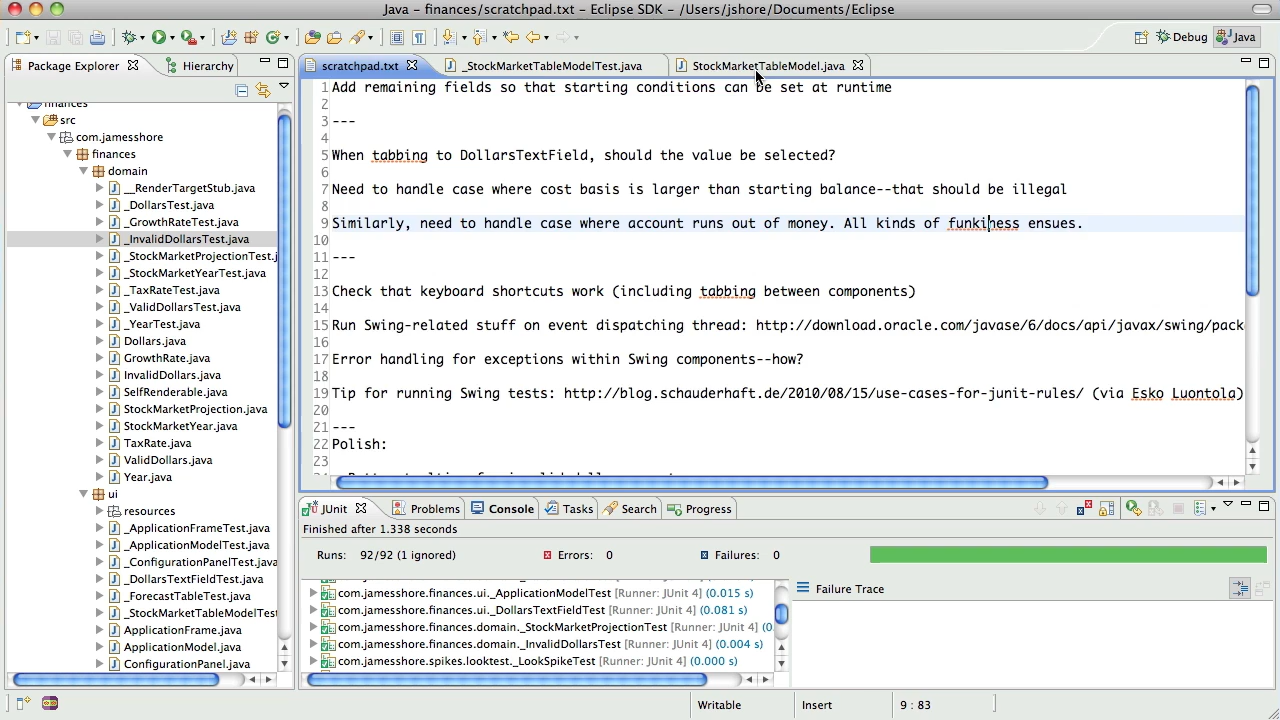 Java - finances/scratchpad.txt - Eclipse SDK - /Users/jshore/Documents/Eclipse
Debug
Java
Package Explorer
Hierarchy
scratchpad.txt
_StockMarketTableModelTest.java
StockMarketTableModel.java
finances
src
com.jamesshore
finances
domain
__RenderTargetStub.java
_DollarsTest.java
_GrowthRateTest.java
_InvalidDollarsTest.java
_StockMarketProjectionTest.j
_StockMarketYearTest.java
_TaxRateTest.java
_ValidDollarsTest.java
_YearTest.java
Dollars.java
GrowthRate.java
InvalidDollars.java
SelfRenderable.java
StockMarketProjection.java
StockMarketYear.java
TaxRate.java
ValidDollars.java
Year.java
ui
resources
_ApplicationFrameTest.java
_ApplicationModelTest.java
_ConfigurationPanelTest.java
_DollarsTextFieldTest.java
_ForecastTableTest.java
_StockMarketTableModelTest
ApplicationFrame.java
ApplicationModel.java
ConfigurationPanel.java
1 Add remaining fields so that starting conditions can be set at runtime
2
3 ---
4
5 When tabbing to DollarsTextField, should the value be selected?
6
7 Need to handle case where cost basis is larger than starting balance--that should be illegal
8
9 Similarly, need to handle case where account runs out of money. All kinds of funkiness ensues.
10
11 ---
12
13 Check that keyboard shortcuts work (including tabbing between components)
14
15 Run Swing-related stuff on event dispatching thread: http://download.oracle.com/javase/6/docs/api/javax/swing/pack
16
17 Error handling for exceptions within Swing components--how?
18
19 Tip for running Swing tests: http://blog.schauderhaft.de/2010/08/15/use-cases-for-junit-rules/ (via Esko Luontola)
20
21 ---
22 Polish:
23
JUnit
Problems
Console
Tasks
Search
Progress
Finished after 1.338 seconds
Runs: 92/92 (1 ignored)
Errors: 0
Failures: 0
com.jamesshore.finances.ui._ApplicationModelTest [Runner: JUnit 4] (0.015 s)
com.jamesshore.finances.ui._DollarsTextFieldTest [Runner: JUnit 4] (0.081 s)
com.jamesshore.finances.domain._StockMarketProjectionTest [Runner: JUnit 4] (0.
com.jamesshore.finances.domain._InvalidDollarsTest [Runner: JUnit 4] (0.004 s)
com.jamesshore.spikes.looktest._LookSpikeTest [Runner: JUnit 4] (0.000 s)
Failure Trace
Writable
Insert
9 : 83